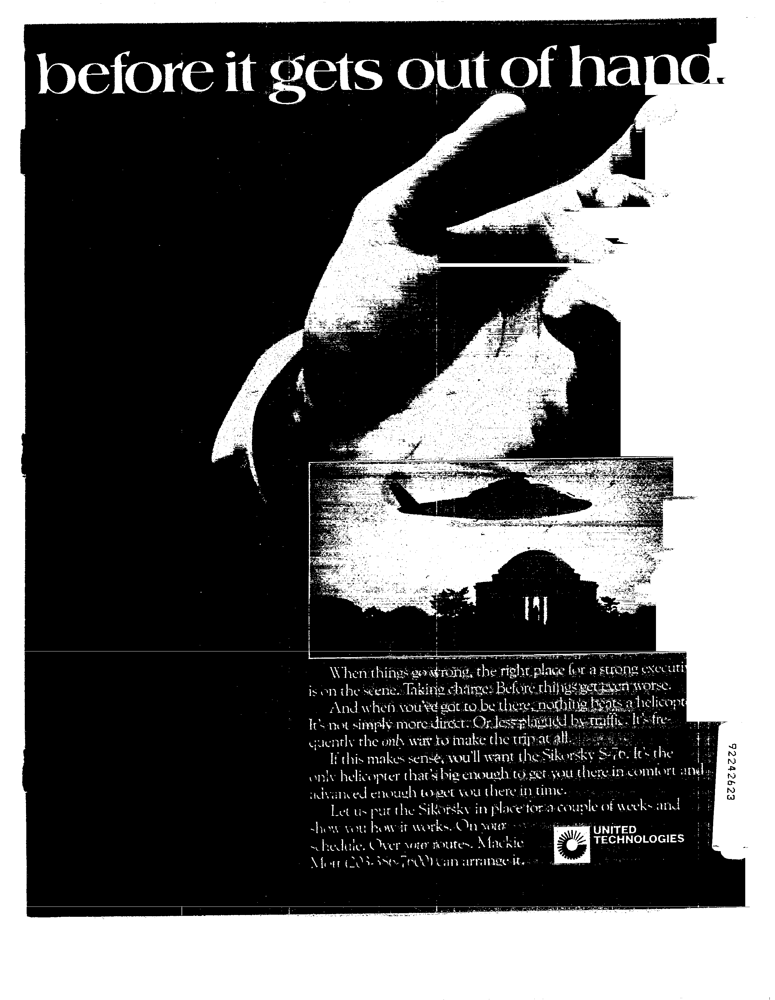 before it gets out of hand.
When things go wrong, the right place for a strong executi
is on the scene. Taking charge. Before things get even worse.
And when you've got to be there, nothing beats a helicopt
It's not simply more direct. Or less plagued by traffic. It's fre-
quently the only way to make the trip at all.
If this makes sense, you'll want the Sikorsky S-76. It's the
only helicopter that's big enough to get you there in comfort and
advanced enough to get you there in time.
Let us put the Sikorsky in place for a couple of weeks and
show you how it works. On your
schedule. Over your routes. Mackie
Mott (203-386-7600) can arrange it.
UNITED
TECHNOLOGIES
92242623